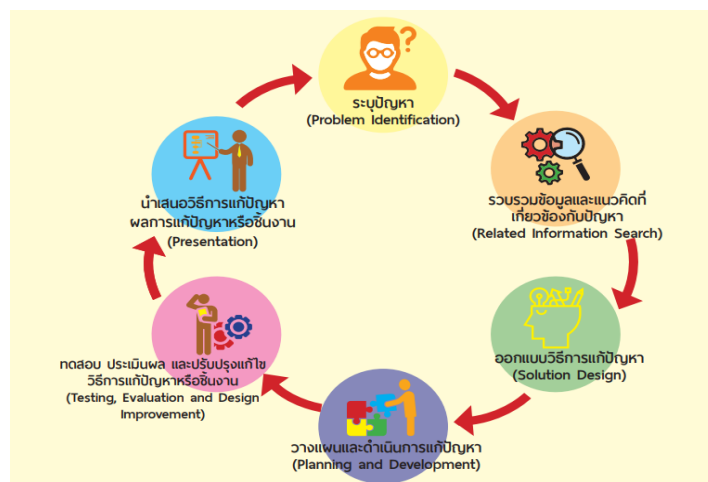 ระบุปัญหา
(Problem Identification)
รวบรวมข้อมูลและแนวคิดที่
เกี่ยวข้องกับปัญหา
(Related Information Search)
ออกแบบวิธีการแก้ปัญหา
(Solution Design)
วางแผนและดำเนินการแก้ปัญหา
(Planning and Development)
ทดสอบ ประเมินผล และปรับปรุงแก้ไข
วิธีการแก้ปัญหาหรือชิ้นงาน
(Testing, Evaluation and Design
Improvement)
นำเสนอวิธีการแก้ปัญหา
ผลการแก้ปัญหาหรือชิ้นงาน
(Presentation)